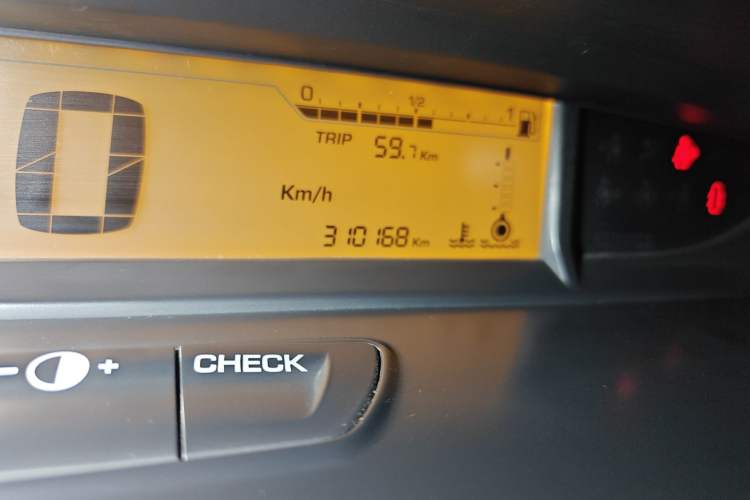 0 1/2 1
TRIP 59.7 Km
0
Km/h
310168 Km
- +
CHECK